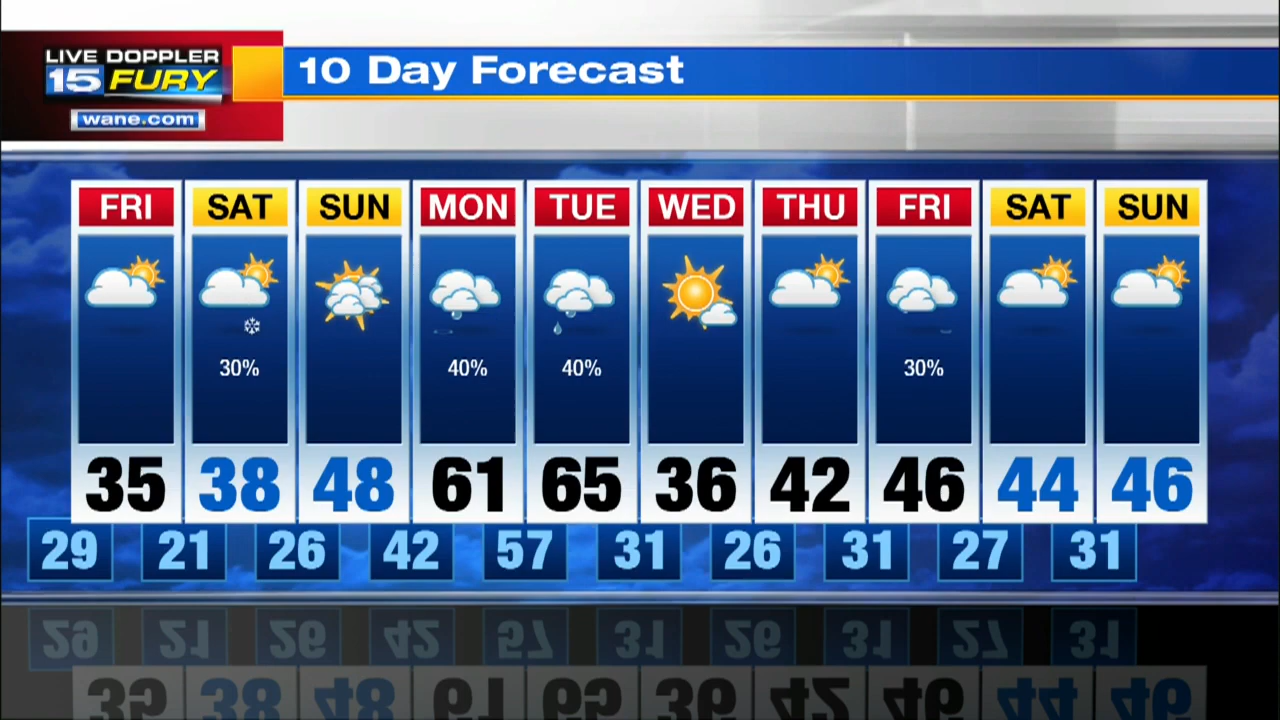 LIVE DOPPLER
15 FURY
wane.com
10 Day Forecast
FRI SAT SUN MON TUE WED THU FRI SAT SUN
30% 40% 40% 30%
35 38 48 61 65 36 42 46 44 46
29 21 26 42 57 31 26 31 27 31